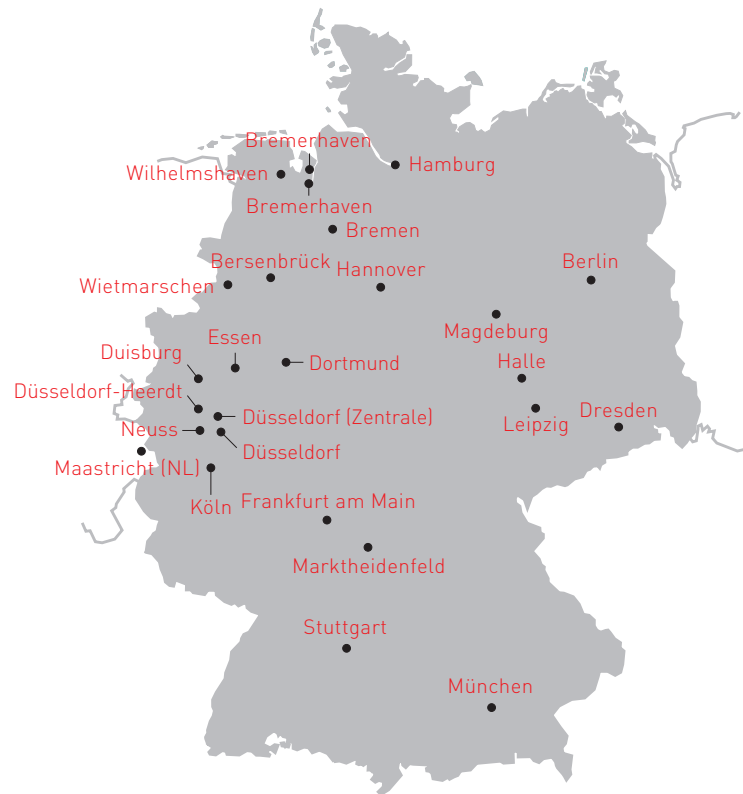 Bremerhaven
Hamburg
Wilhelmshaven
Bremerhaven
Bremen
Bersenbrück
Hannover
Berlin
Wietmarschen
Magdeburg
Essen
Duisburg
Dortmund
Halle
Düsseldorf-Heerdt
Düsseldorf (Zentrale)
Leipzig
Dresden
Neuss
Düsseldorf
Maastricht (NL)
Köln
Frankfurt am Main
Marktheidenfeld
Stuttgart
München